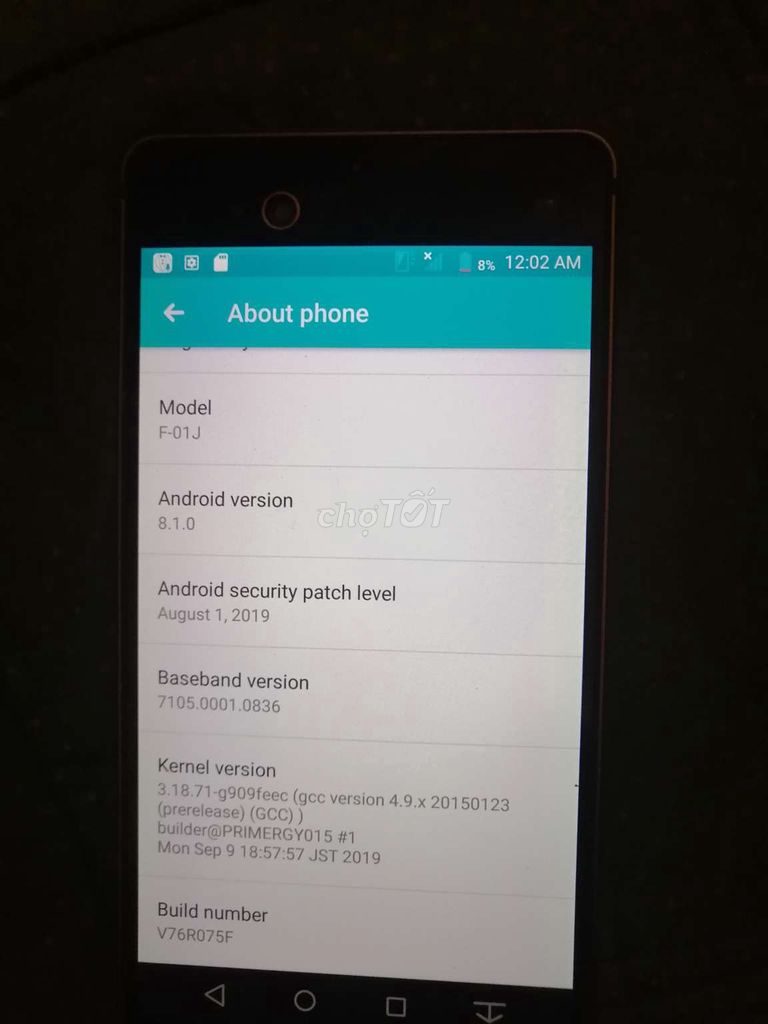 8% 12:02 AM
About phone
Model
F-01J
Android version
8.1.0
chợTỐT
Android security patch level
August 1, 2019
Baseband version
7105.0001.0836
Kernel version
3.18.71-g909feec (gcc version 4.9.x 20150123
(prerelease) (GCC) )
builder@PRIMERGY015 #1
Mon Sep 9 18:57:57 JST 2019
Build number
V76R075F